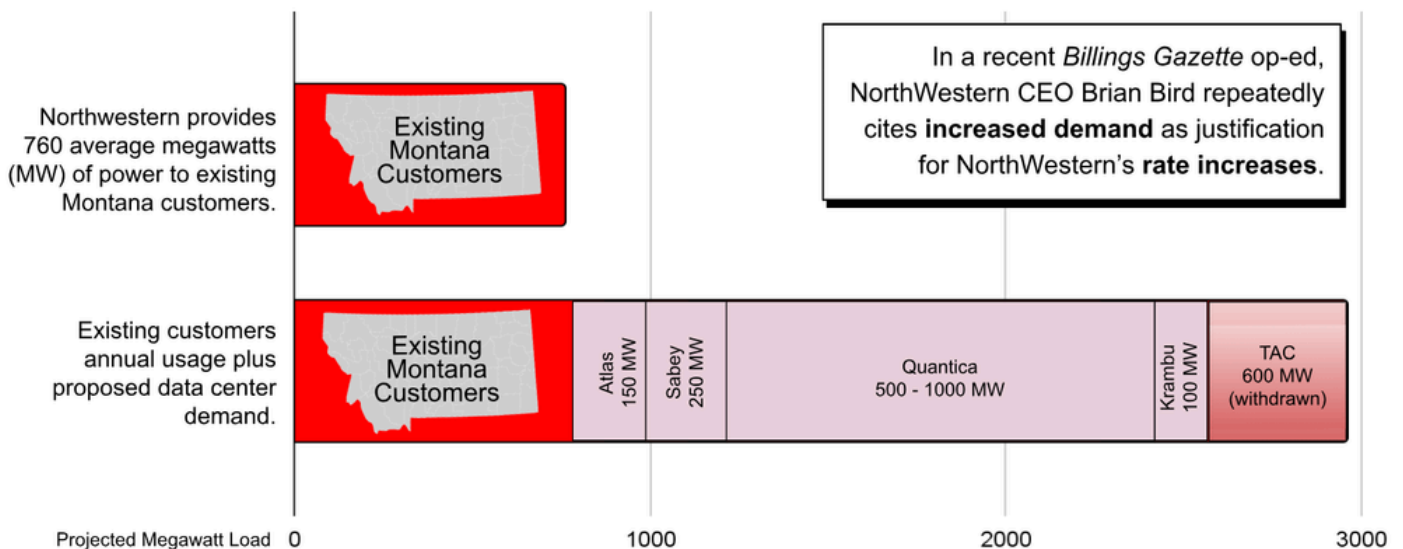 In a recent Billings Gazette op-ed,
NorthWestern CEO Brian Bird repeatedly
cites increased demand as justification
for NorthWestern's rate increases.
Northwestern provides
760 average megawatts
(MW) of power to existing
Montana customers.
Existing
Montana
Customers
Existing customers
annual usage plus
proposed data center
demand.
Existing
Montana
Customers
Atlas
150 MW
Sabey
250 MW
Quantica
500 - 1000 MW
Krambu
100 MW
TAC
600 MW
(withdrawn)
Projected Megawatt Load 0 1000 2000 3000